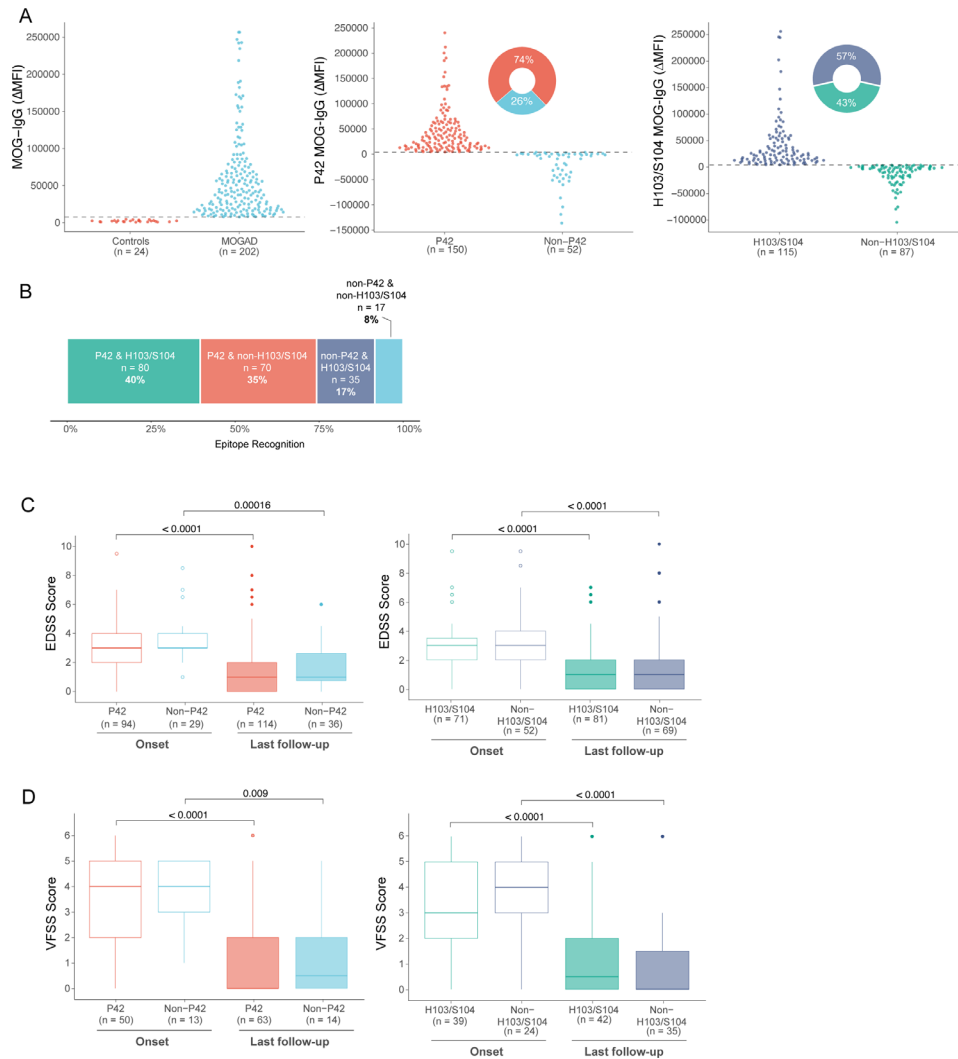 A
MOG−IgG (ΔMFI)
250000
200000
150000
100000
50000
0
Controls
(n = 24)
MOGAD
(n = 202)
P42 MOG-IgG (ΔMFI)
250000
200000
150000
100000
50000
0
−50000
−100000
−150000
74%
26%
P42
(n = 150)
Non−P42
(n = 52)
H103/S104 MOG-IgG (ΔMFI)
250000
200000
150000
100000
50000
0
−50000
−100000
57%
43%
H103/S104
(n = 115)
Non−H103/S104
(n = 87)
B
non-P42 &
non-H103/S104
n = 17
8%
P42 & H103/S104
n = 80
40%
P42 & non-H103/S104
n = 70
35%
non-P42 &
H103/S104
n = 35
17%
0%
25%
50%
75%
100%
Epitope Recognition
C
0.00016
< 0.0001
EDSS Score
10
8
6
4
2
0
P42
(n = 94)
Non−P42
(n = 29)
P42
(n = 114)
Non−P42
(n = 36)
Onset
Last follow-up
< 0.0001
< 0.0001
EDSS Score
10
8
6
4
2
0
H103/S104
(n = 71)
Non−
H103/S104
(n = 52)
H103/S104
(n = 81)
Non−
H103/S104
(n = 69)
Onset
Last follow-up
D
0.009
< 0.0001
VFSS Score
6
5
4
3
2
1
0
P42
(n = 50)
Non−P42
(n = 13)
P42
(n = 63)
Non−P42
(n = 14)
Onset
Last follow-up
< 0.0001
< 0.0001
VFSS Score
6
5
4
3
2
1
0
H103/S104
(n = 39)
Non−
H103/S104
(n = 24)
H103/S104
(n = 42)
Non−
H103/S104
(n = 35)
Onset
Last follow-up